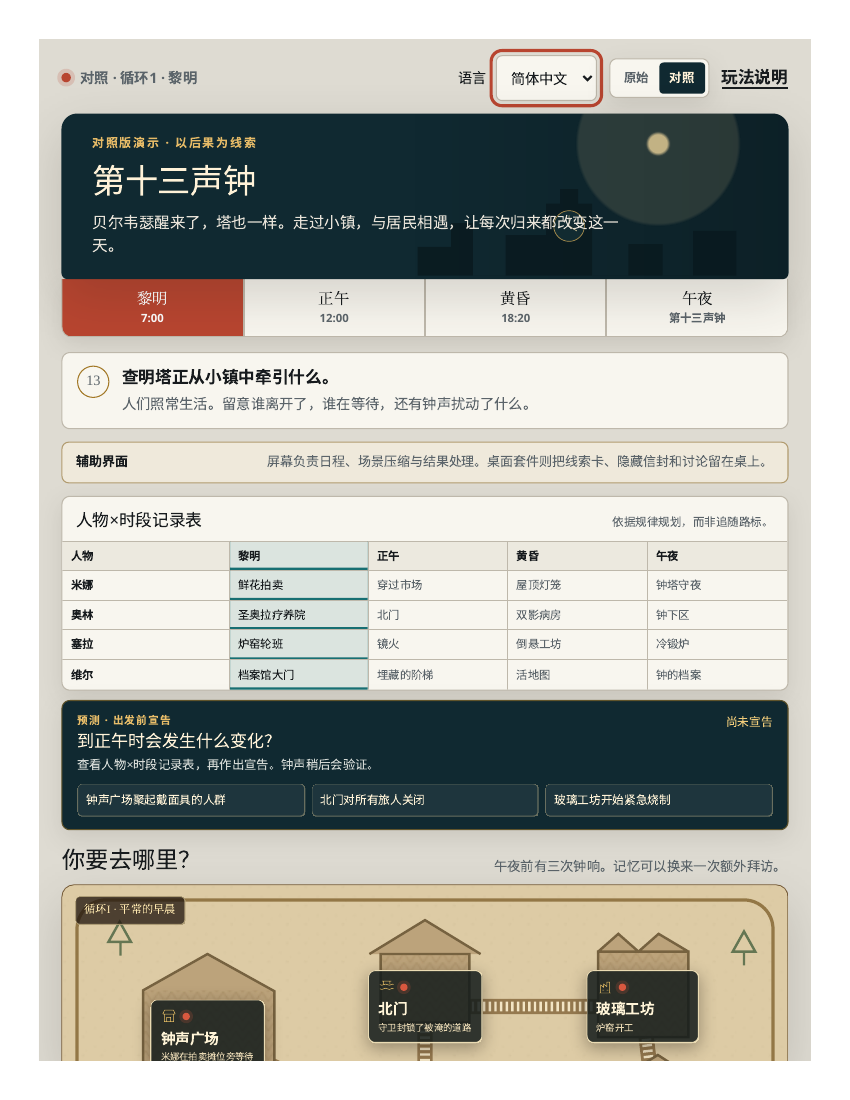 对照 · 循环 1 · 黎明
语言
简体中文
原始
对照
玩法说明
对照版演示 · 以后果为线索
第十三声钟
贝尔韦瑟醒来了，塔也一样。走过小镇，与居民相遇，让每次归来都改变这一
天。
黎明
7:00
正午
12:00
黄昏
18:20
午夜
第十三声钟
13
查明塔正从小镇中牵引什么。
人们照常生活。留意谁离开了，谁在等待，还有钟声扰动了什么。
辅助界面
屏幕负责日程、场景压缩与结果处理。桌面套件则把线索卡、隐藏信封和讨论留在桌上。
人物×时段记录表
依据规律规划，而非追随路标。
人物 黎明 正午 黄昏 午夜
米娜 鲜花拍卖 穿过市场 屋顶灯笼 钟塔守夜
奥林 圣奥拉疗养院 北门 双影病房 钟下区
塞拉 炉窑轮班 镜火 倒悬工坊 冷锻炉
维尔 档案馆大门 埋藏的阶梯 活地图 钟的档案
预测 · 出发前宣告
尚未宣告
到正午时会发生什么变化？
查看人物×时段记录表，再作出宣告。钟声稍后会验证。
钟声广场聚起戴面具的人群
北门对所有旅人关闭
玻璃工坊开始紧急烧制
你要去哪里？
午夜前有三次钟响。记忆可以换来一次额外拜访。
循环1 · 平常的早晨
北门
守卫封锁了被淹的道路
玻璃工坊
炉窑开工
钟声广场
米娜在拍卖摊位旁等待